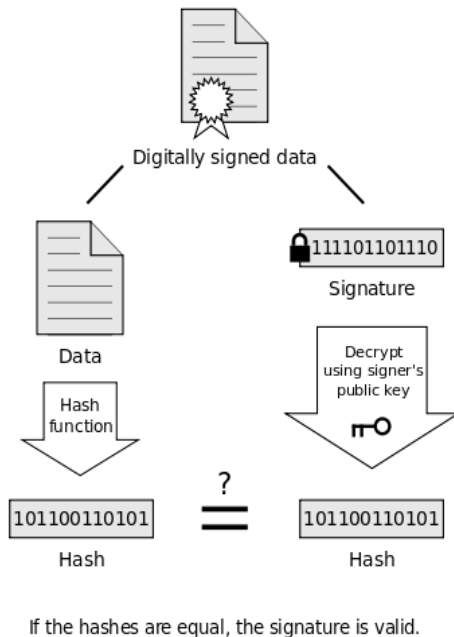 Digitally signed data
111101101110
Signature
Data
Decrypt
using signer's
public key
Hash
function
?
101100110101
101100110101
Hash
Hash
If the hashes are equal, the signature is valid.